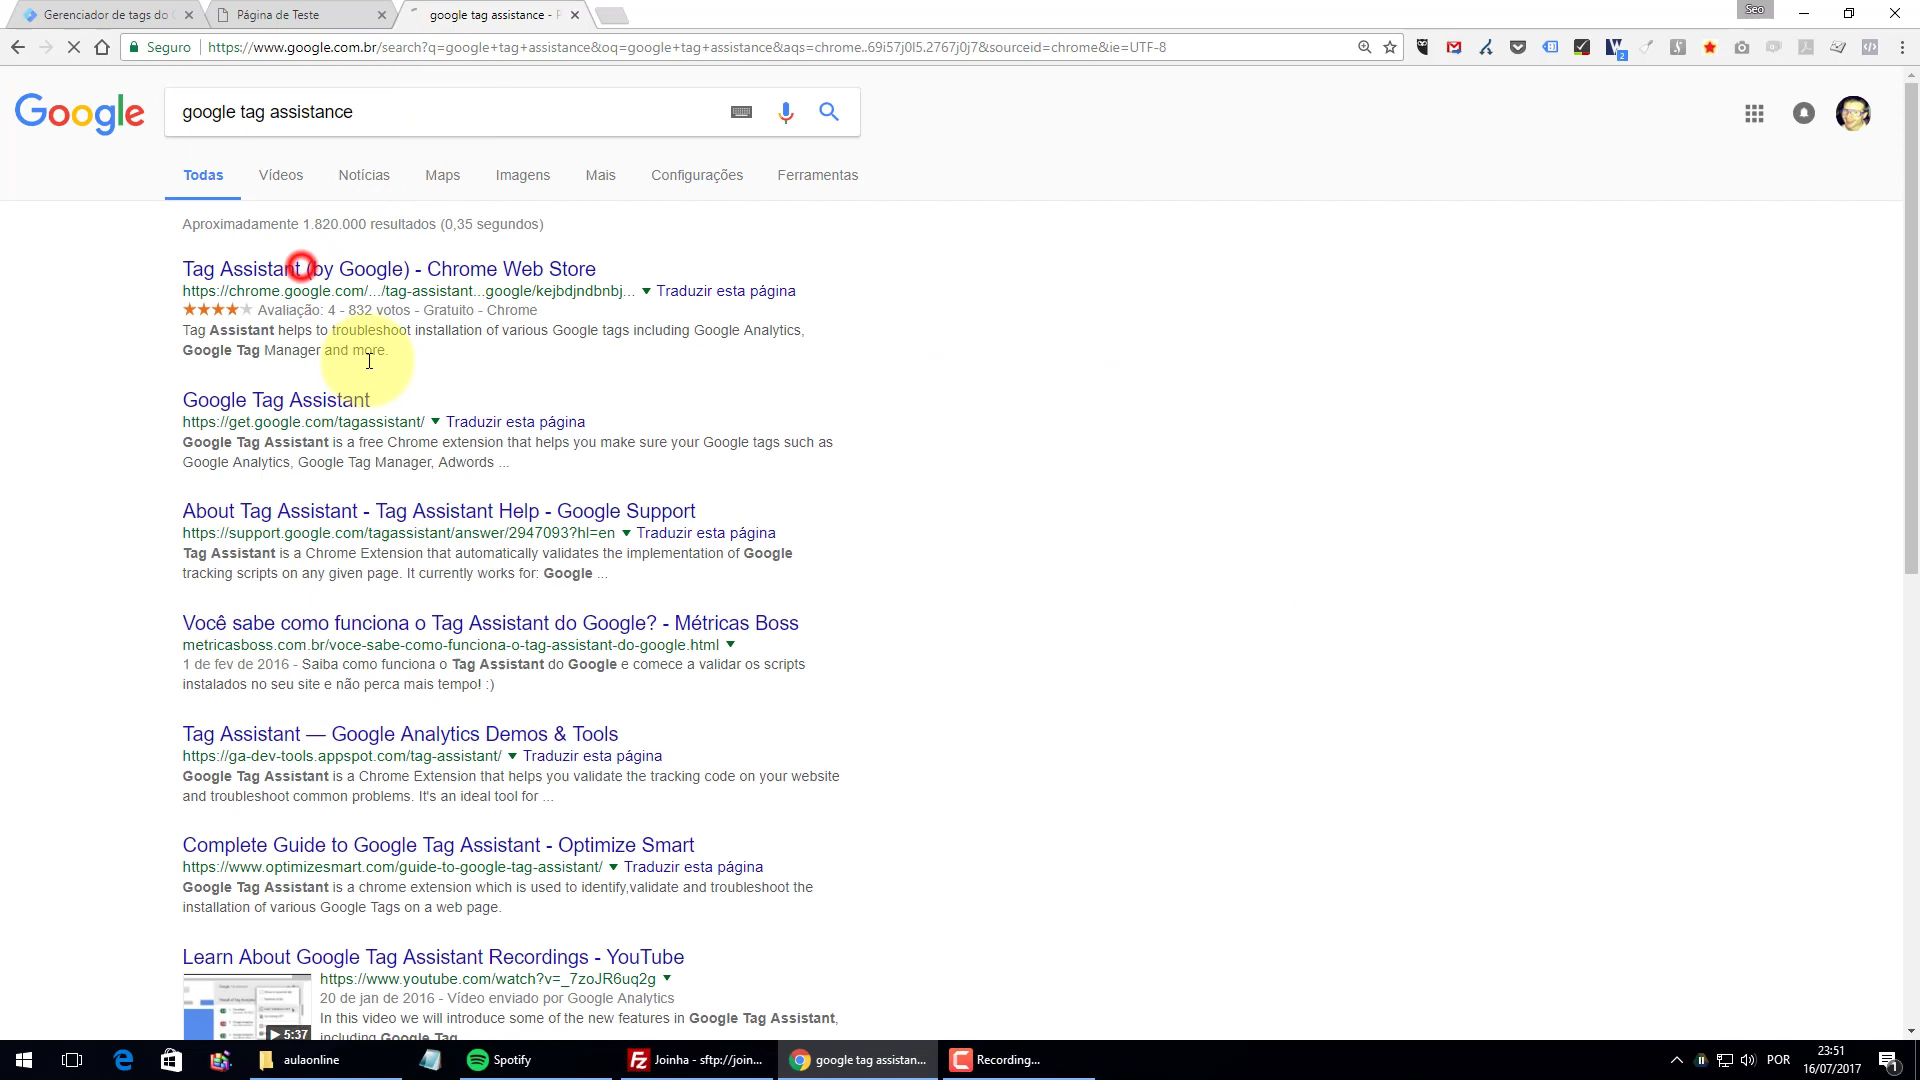 Gerenciador de tags do
Página de Teste
google tag assistance - P
Seo
Seguro
https://www.google.com.br/search?q=google+tag+assistance&oq=google+tag+assistance&aqs=chrome..69i57j0l5.2767j0j7&sourceid=chrome&ie=UTF-8
2
Google
google tag assistance
Todas Vídeos Notícias Maps Imagens Mais Configurações Ferramentas
Aproximadamente 1.820.000 resultados (0,35 segundos)
Tag Assistant (by Google) - Chrome Web Store
https://chrome.google.com/.../tag-assistant...google/kejbdjndbnbj... Traduzir esta página
Avaliação: 4 - 832 votos - Gratuito - Chrome
Tag Assistant helps to troubleshoot installation of various Google tags including Google Analytics,
Google Tag Manager and more.
Google Tag Assistant
https://get.google.com/tagassistant/ Traduzir esta página
Google Tag Assistant is a free Chrome extension that helps you make sure your Google tags such as
Google Analytics, Google Tag Manager, Adwords ...
About Tag Assistant - Tag Assistant Help - Google Support
https://support.google.com/tagassistant/answer/2947093?hl=en Traduzir esta página
Tag Assistant is a Chrome Extension that automatically validates the implementation of Google
tracking scripts on any given page. It currently works for: Google ...
Você sabe como funciona o Tag Assistant do Google? - Métricas Boss
metricasboss.com.br/voce-sabe-como-funciona-o-tag-assistant-do-google.html
1 de fev de 2016 - Saiba como funciona o Tag Assistant do Google e comece a validar os scripts
instalados no seu site e não perca mais tempo! :)
Tag Assistant — Google Analytics Demos & Tools
https://ga-dev-tools.appspot.com/tag-assistant/ Traduzir esta página
Google Tag Assistant is a Chrome Extension that helps you validate the tracking code on your website
and troubleshoot common problems. It's an ideal tool for ...
Complete Guide to Google Tag Assistant - Optimize Smart
https://www.optimizesmart.com/guide-to-google-tag-assistant/ Traduzir esta página
Google Tag Assistant is a chrome extension which is used to identify,validate and troubleshoot the
installation of various Google Tags on a web page.
Learn About Google Tag Assistant Recordings - YouTube
https://www.youtube.com/watch?v=_7zoJR6uq2g
20 de jan de 2016 - Vídeo enviado por Google Analytics
In this video we will introduce some of the new features in Google Tag Assistant,
5:37
including Google Tag
aulaonline
Spotify
Joinha - sftp://join...
google tag assistan...
Recording...
POR
23:51
16/07/2017
1